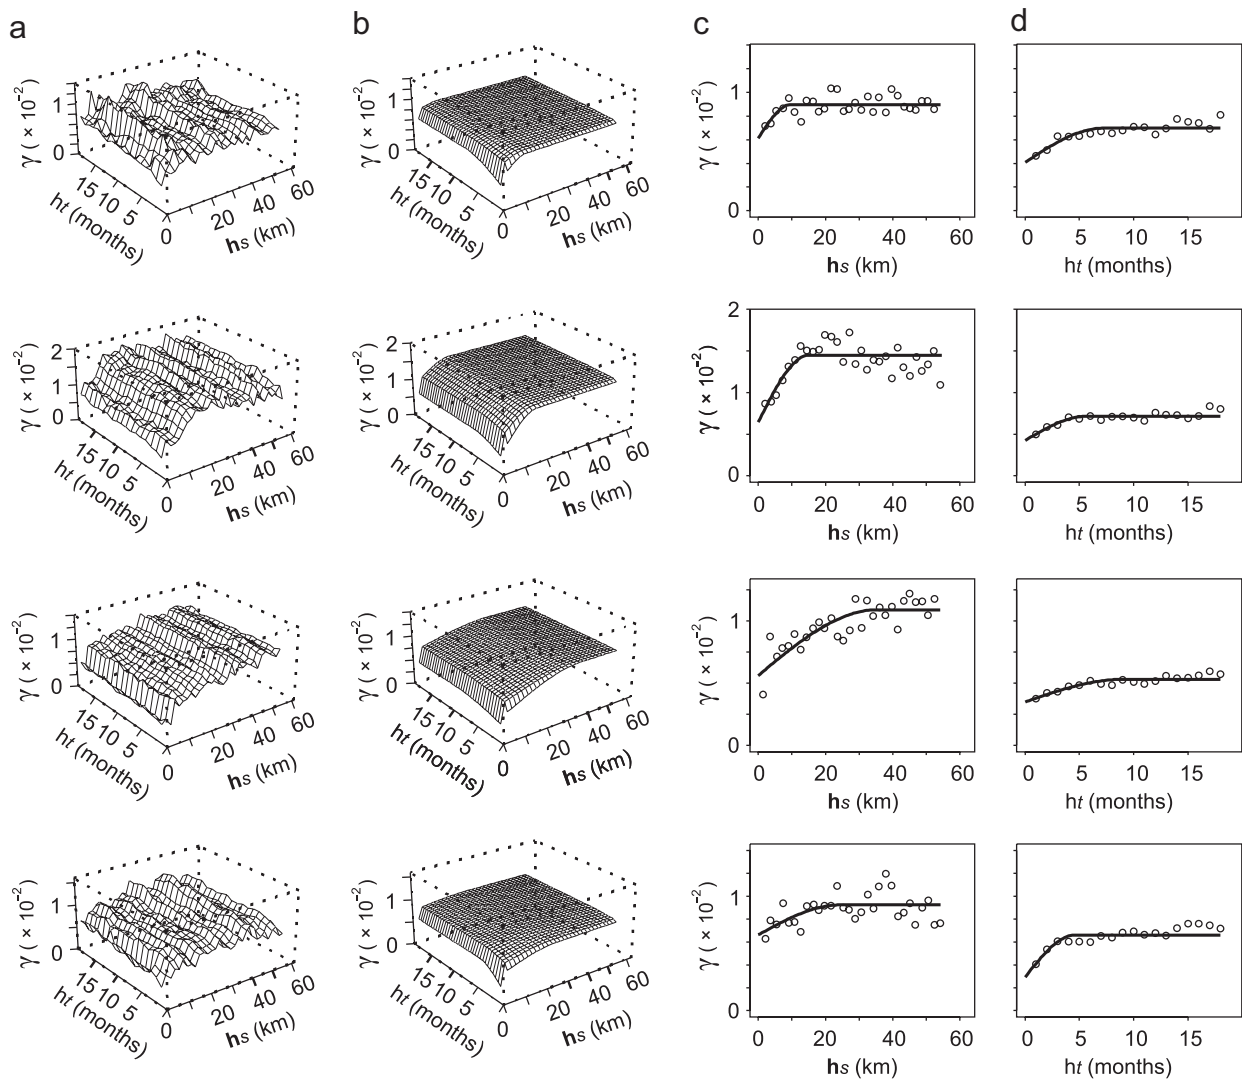 a b c d
γ ( × 10⁻²) 1 0 15 10 5 0 20 40 60 ht (months) hs (km)
γ ( × 10⁻²) 1 0 15 10 5 0 20 40 60 ht (months) hs (km)
γ ( × 10⁻²) 1 0 0 20 40 60 hs (km)
0 5 10 15 ht (months)
γ ( × 10⁻²) 2 1 0 15 10 5 0 20 40 60 ht (months) hs (km)
γ ( × 10⁻²) 2 1 0 15 10 5 0 20 40 60 ht (months) hs (km)
γ ( × 10⁻²) 2 1 0 0 20 40 60 hs (km)
0 5 10 15 ht (months)
γ ( × 10⁻²) 1 0 15 10 5 0 20 40 60 ht (months) hs (km)
γ ( × 10⁻²) 1 0 15 10 5 0 20 40 60 ht (months) hs (km)
γ ( × 10⁻²) 1 0 0 20 40 60 hs (km)
0 5 10 15 ht (months)
γ ( × 10⁻²) 1 0 15 10 5 0 20 40 60 ht (months) hs (km)
γ ( × 10⁻²) 1 0 15 10 5 0 20 40 60 ht (months) hs (km)
γ ( × 10⁻²) 1 0 0 20 40 60 hs (km)
0 5 10 15 ht (months)